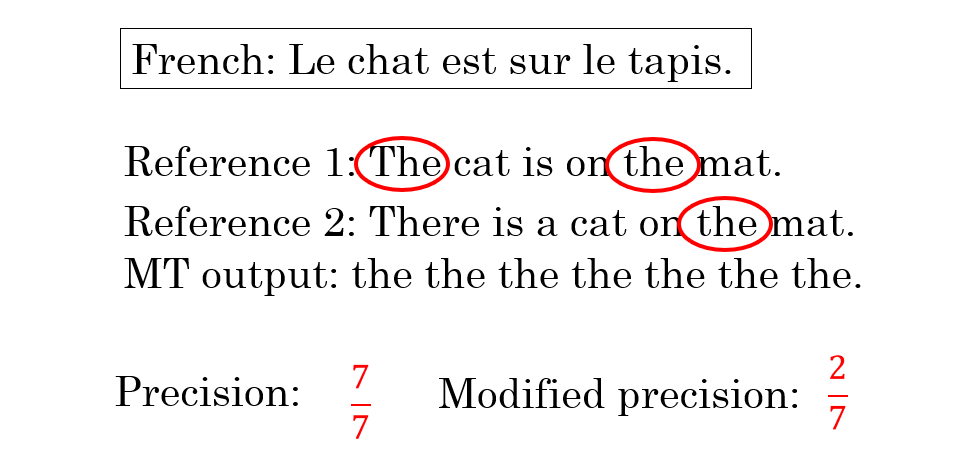 French: Le chat est sur le tapis.
Reference 1: The cat is on the mat.
Reference 2: There is a cat on the mat.
MT output: the the the the the the the.
Precision: 7/7 Modified precision: 2/7